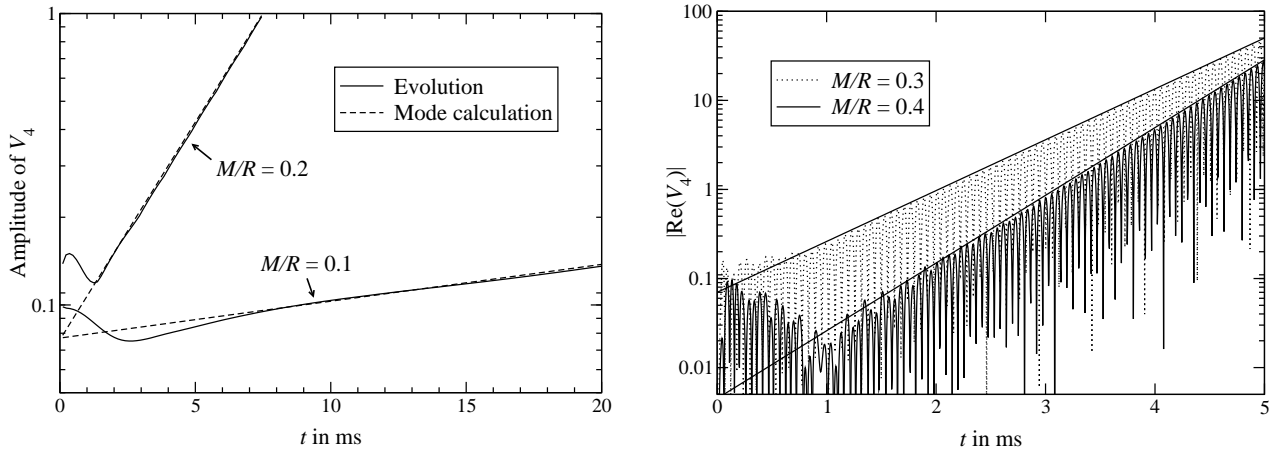 1
0.1
Amplitude of V4
Evolution
Mode calculation
M/R = 0.2
M/R = 0.1
0 5 10 15 20
t in ms
100
10
1
0.1
0.01
|Re(V4)|
M/R = 0.3
M/R = 0.4
0 1 2 3 4 5
t in ms